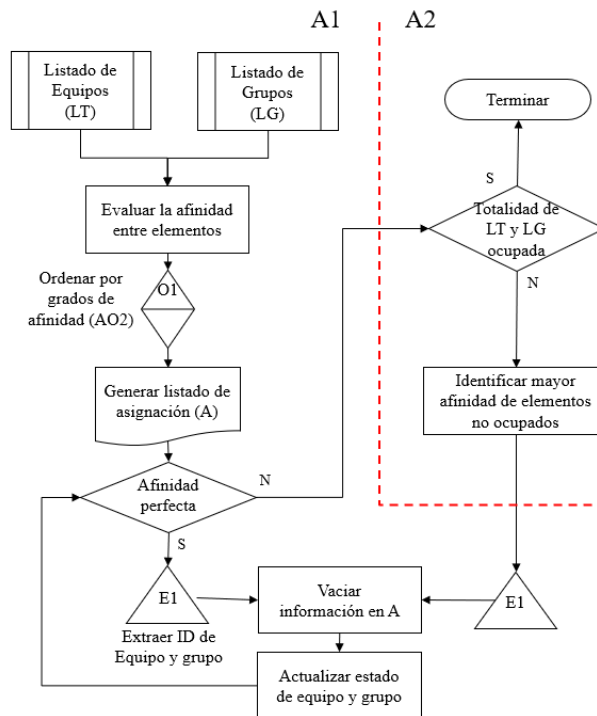 A1
A2
Listado de
Equipos
(LT)
Listado de
Grupos
(LG)
Terminar
S
Totalidad de
LT y LG
ocupada
N
Evaluar la afinidad
entre elementos
Ordenar por
grados de
afinidad (AO2)
O1
Generar listado de
asignación (A)
Identificar mayor
afinidad de elementos
no ocupados
Afinidad
perfecta
N
S
E1
Extraer ID de
Equipo y grupo
Vaciar
información en A
E1
Actualizar estado
de equipo y grupo